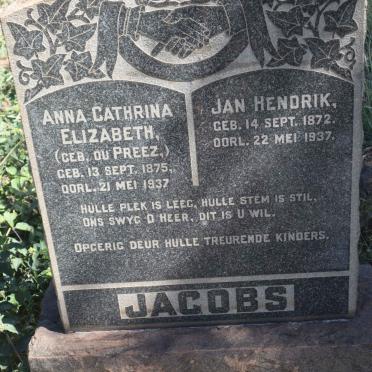 ANNA CATHRINA
ELIZABETH,
(GEB. DU PREEZ,)
GEB. 13 SEPT. 1875,
OORL. 21 MEI 1937
JAN HENDRIK,
GEB. 14 SEPT. 1872.
OORL. 22 MEI 1937.
HULLE PLEK IS LEEG, HULLE STEM IS STIL,
ONS SWYG O HEER, DIT IS U WIL.
OPGERIG DEUR HULLE TREURENDE KINDERS.
JACOBS